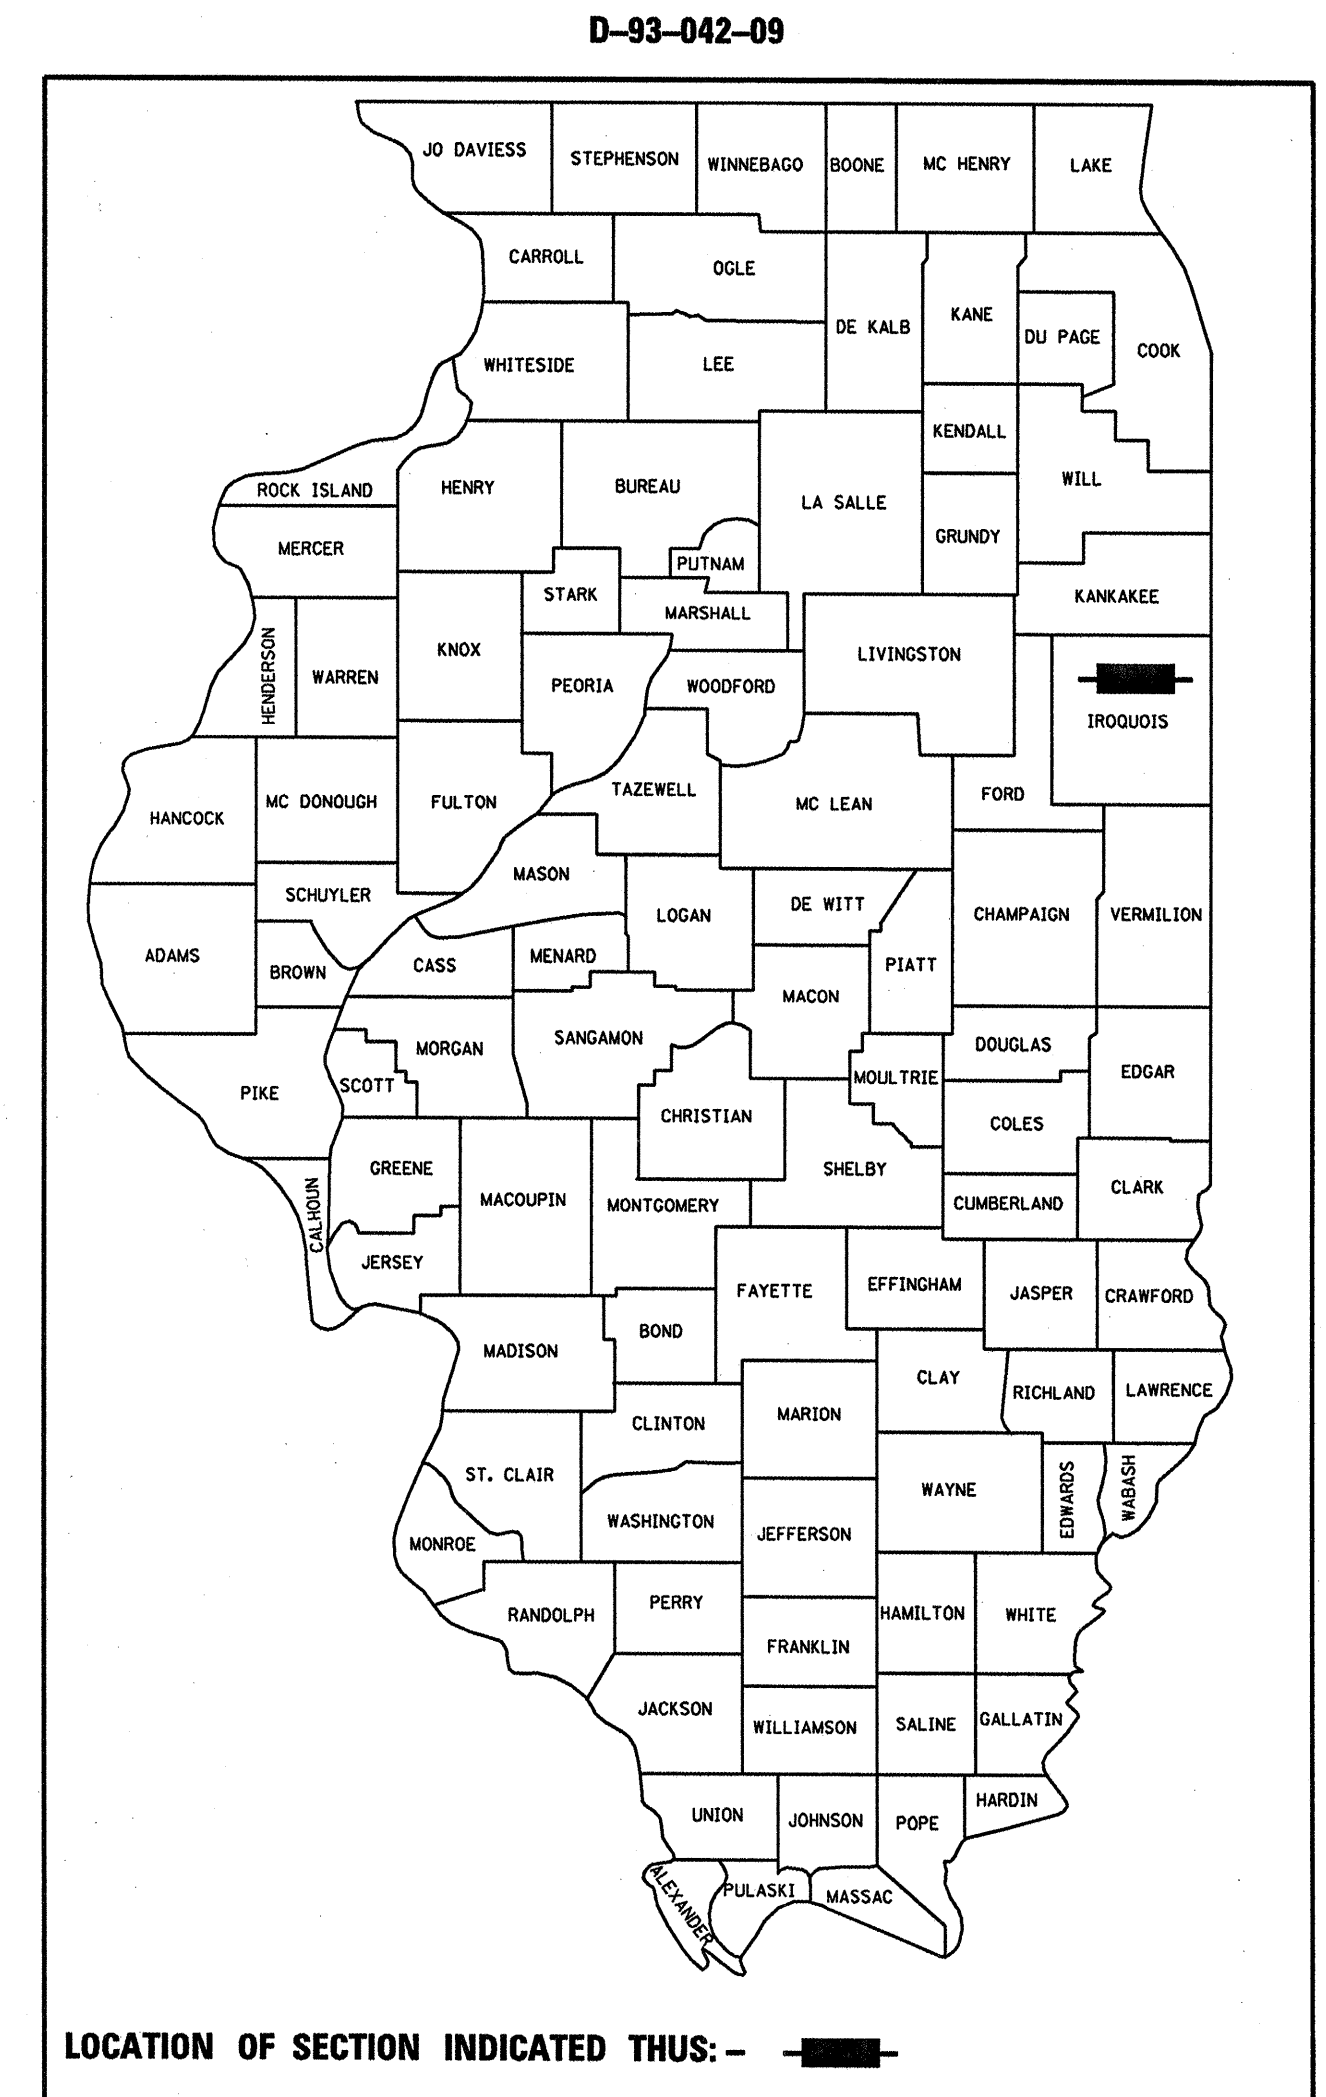 D-93-042-09
JO DAVIESS
STEPHENSON
WINNEBAGO
BOONE
MC HENRY
LAKE
CARROLL
OGLE
DE KALB
KANE
DU PAGE
COOK
WHITESIDE
LEE
KENDALL
WILL
ROCK ISLAND
HENRY
BUREAU
LA SALLE
GRUNDY
MERCER
PUTNAM
STARK
MARSHALL
KANKAKEE
HENDERSON
WARREN
KNOX
PEORIA
WOODFORD
LIVINGSTON
IROQUOIS
HANCOCK
MC DONOUGH
FULTON
TAZEWELL
MC LEAN
FORD
SCHUYLER
MASON
LOGAN
DE WITT
CHAMPAIGN
VERMILION
ADAMS
BROWN
CASS
MENARD
PIATT
MACON
PIKE
SCOTT
MORGAN
SANGAMON
DOUGLAS
MOULTRIE
EDGAR
CHRISTIAN
COLES
CALHOUN
GREENE
MACOUPIN
MONTGOMERY
SHELBY
CUMBERLAND
CLARK
JERSEY
FAYETTE
EFFINGHAM
JASPER
CRAWFORD
MADISON
BOND
CLAY
RICHLAND
LAWRENCE
CLINTON
MARION
ST. CLAIR
WAYNE
EDWARDS
WABASH
MONROE
WASHINGTON
JEFFERSON
RANDOLPH
PERRY
HAMILTON
WHITE
FRANKLIN
JACKSON
WILLIAMSON
SALINE
GALLATIN
UNION
JOHNSON
POPE
HARDIN
ALEXANDER
PULASKI
MASSAC
LOCATION OF SECTION INDICATED THUS: -